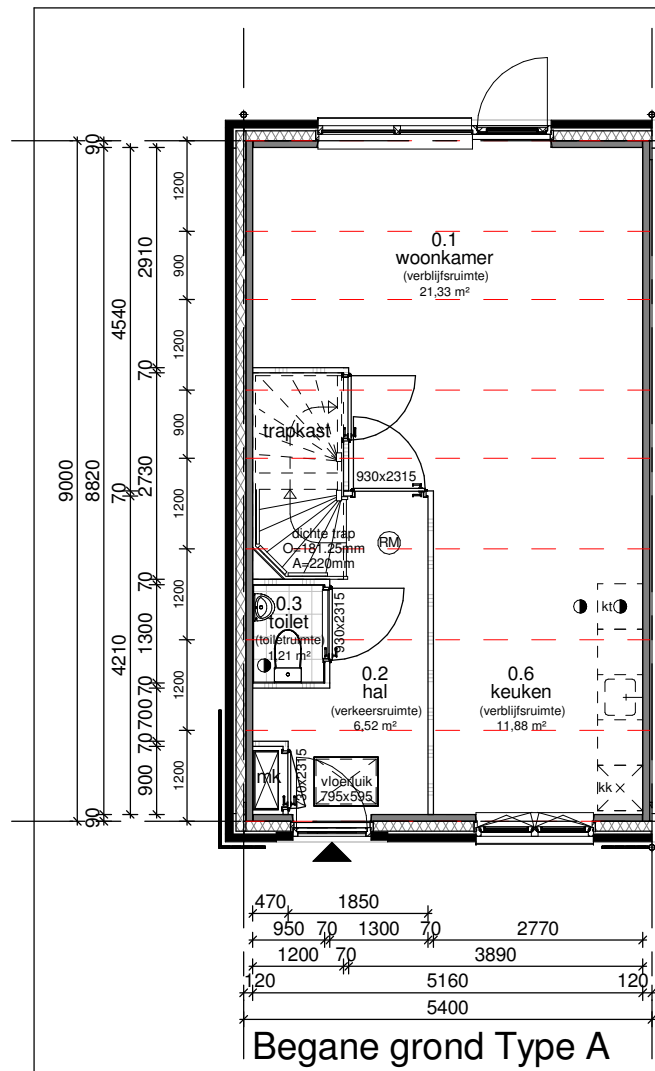 0.1
woonkamer
(verblijfsruimte)
21,33 m²
trapkast
930x2315
dichte trap
O=181.25mm
A=220mm
RM
0.3
toilet
(toiletruimte)
1,21 m²
930x2315
kt
0.2
hal
(verkeersruimte)
6,52 m²
0.6
keuken
(verblijfsruimte)
11,88 m²
mk
730x2315
vloerluik
795x595
kk
9000
90
8820
90
4540
70
4210
2910
70
2730
70
1300
70
700
70
900
1200
900
1200
900
1200
1200
1200
1200
470 1850
950 70 1300 70 2770
1200 70 3890
120 5160 120
5400
Begane grond Type A